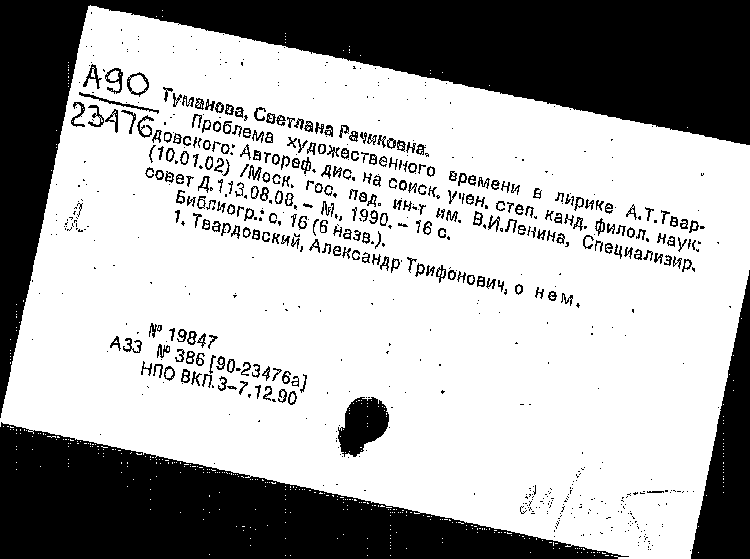 А90
23476
Туманова, Светлана Рачиковна.
Проблема художественного времени в лирике А.Т.Твар-
довского: Автореф. дис. на соиск. учен. степ. канд. филол. наук:
(10.01.02) /Моск. гос. пед. ин-т им. В.И.Ленина, Специализир.
совет Д.113.08.08. – М., 1990. – 16 с.
Библиогр.: с. 16 (6 назв.).
1. Твардовский, Александр Трифонович, о нем.
2
№ 19847
А33 № 386 [90-23476а]
НПО ВКП. 3–7.12.90